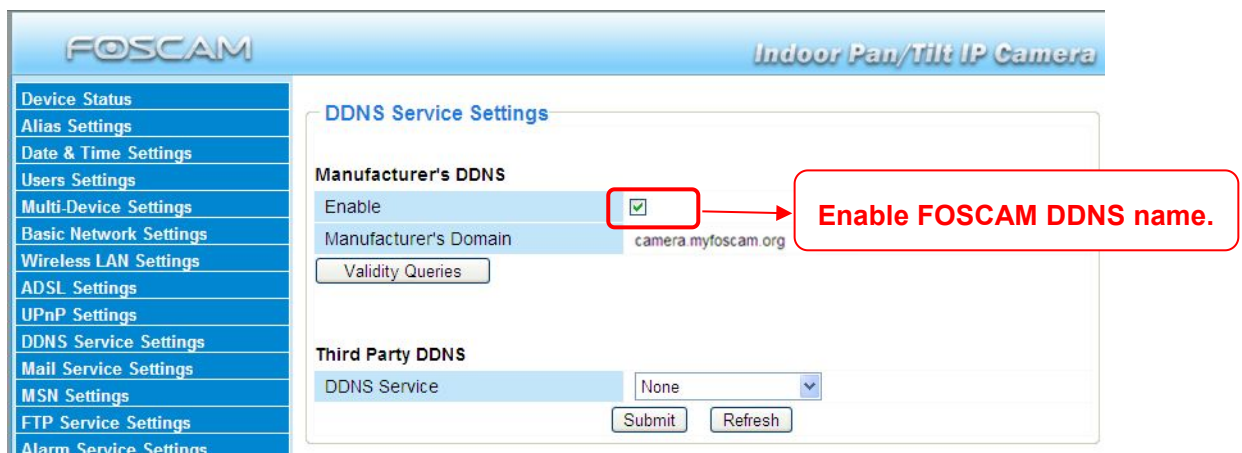 FOSCAM
Indoor Pan/Tilt IP Camera
Device Status
Alias Settings
Date & Time Settings
Users Settings
Multi-Device Settings
Basic Network Settings
Wireless LAN Settings
ADSL Settings
UPnP Settings
DDNS Service Settings
Mail Service Settings
MSN Settings
FTP Service Settings
Alarm Service Settings
DDNS Service Settings
Manufacturer's DDNS
Enable
Enable FOSCAM DDNS name.
Manufacturer's Domain camera.myfoscam.org
Validity Queries
Third Party DDNS
DDNS Service None
Submit Refresh